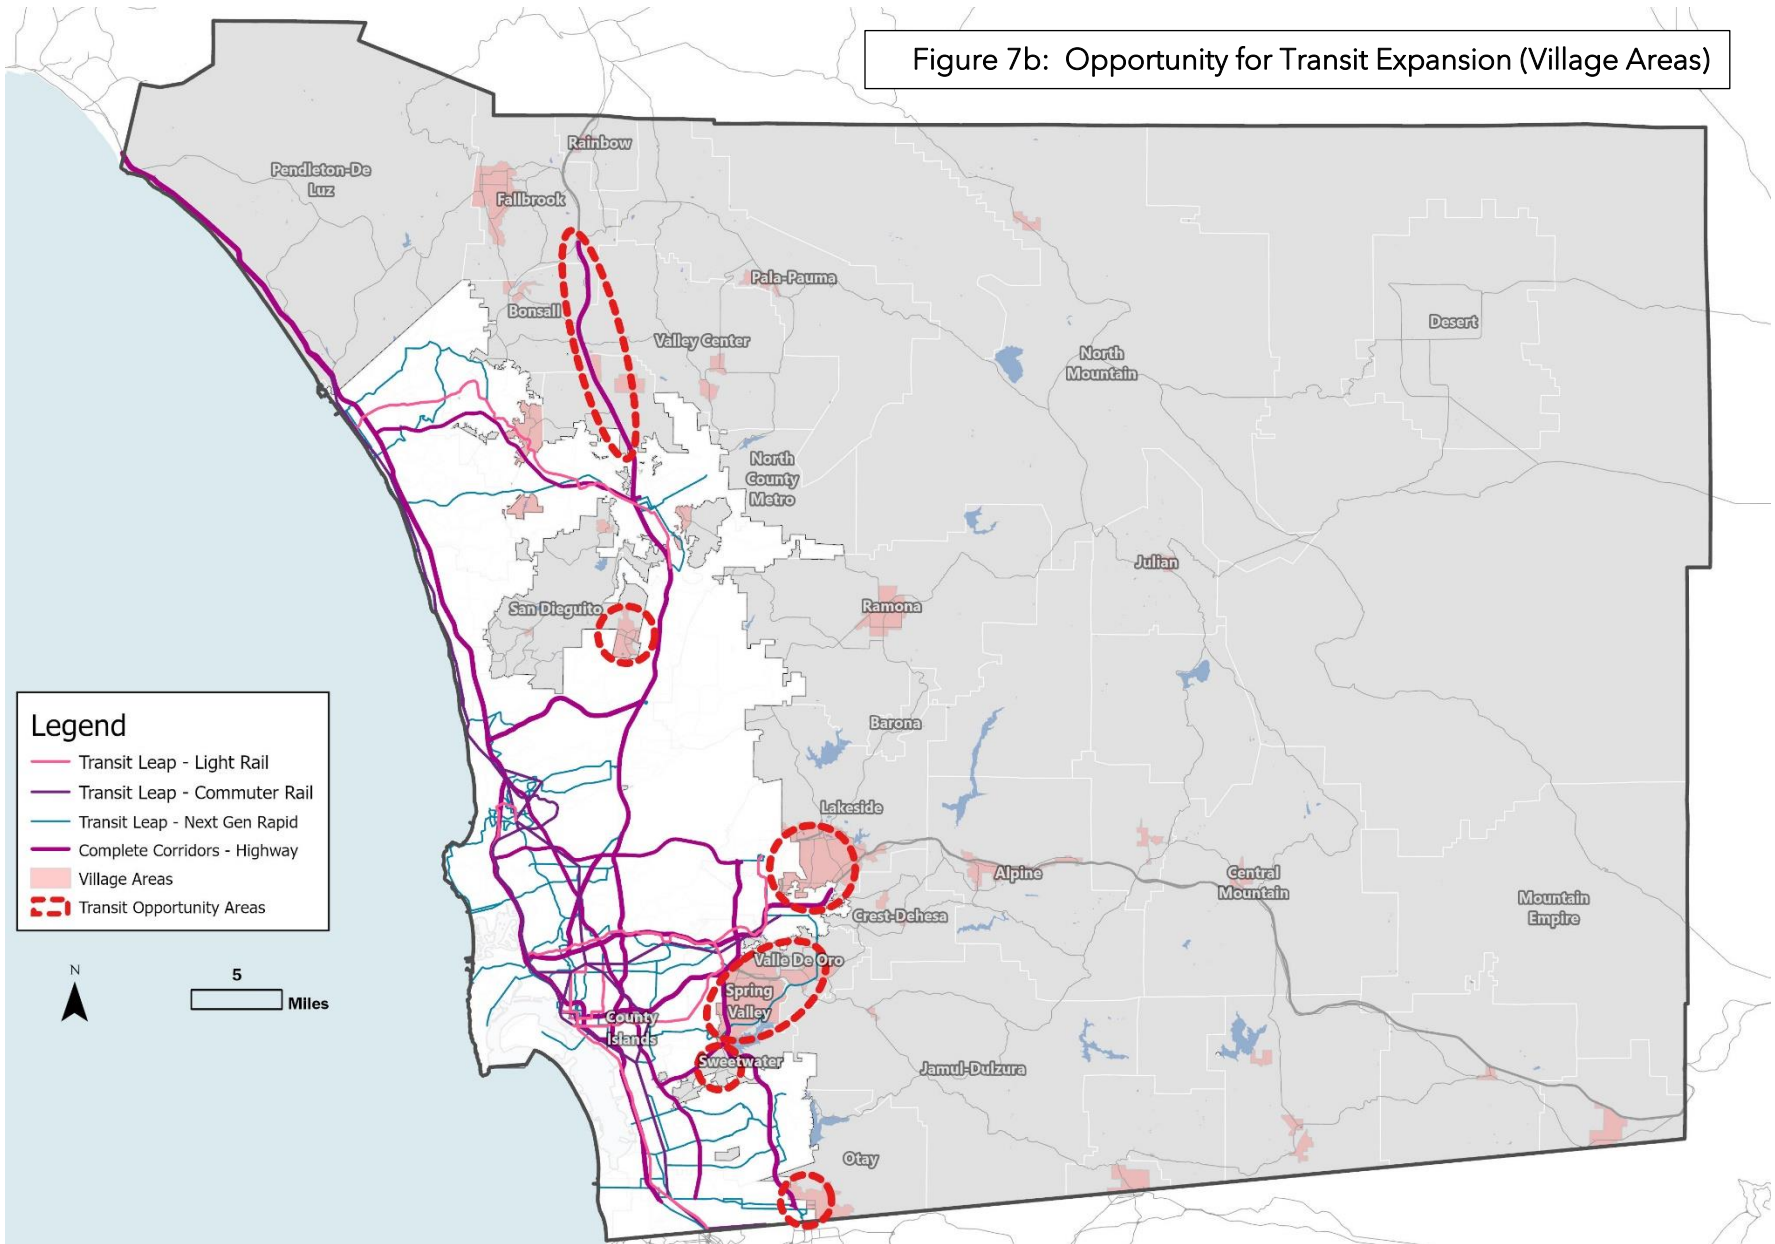 Figure 7b: Opportunity for Transit Expansion (Village Areas)
Rainbow
Pendleton-De
Luz
Fallbrook
Pala-Pauma
Bonsall
Desert
Valley Center
North
Mountain
North
County
Metro
Julian
San Dieguito
Ramona
Barona
Legend
Transit Leap - Light Rail
Transit Leap - Commuter Rail
Transit Leap - Next Gen Rapid
Complete Corridors - Highway
Village Areas
Transit Opportunity Areas
Lakeside
Alpine
Central
Mountain
Mountain
Empire
Crest-Dehesa
Valle De Oro
N
5
Miles
Spring
Valley
County
Islands
Sweetwater
Jamul-Dulzura
Otay